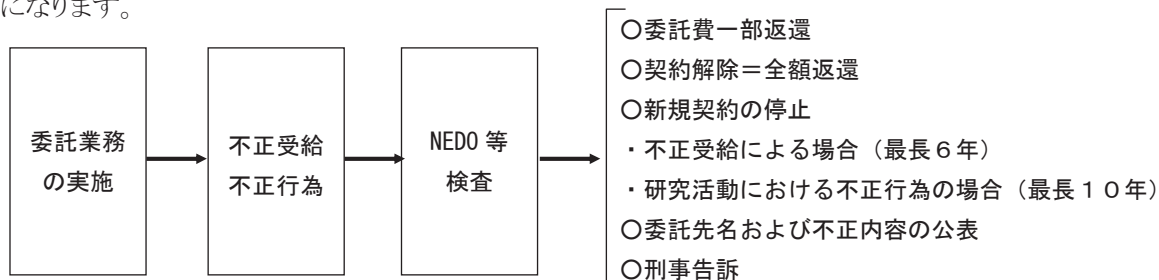 になります。
委託業務
の実施
不正受給
不正行為
NEDO 等
検査
○委託費一部返還
○契約解除＝全額返還
○新規契約の停止
・不正受給による場合（最長６年）
・研究活動における不正行為の場合（最長１０年）
○委託先名および不正内容の公表
○刑事告訴